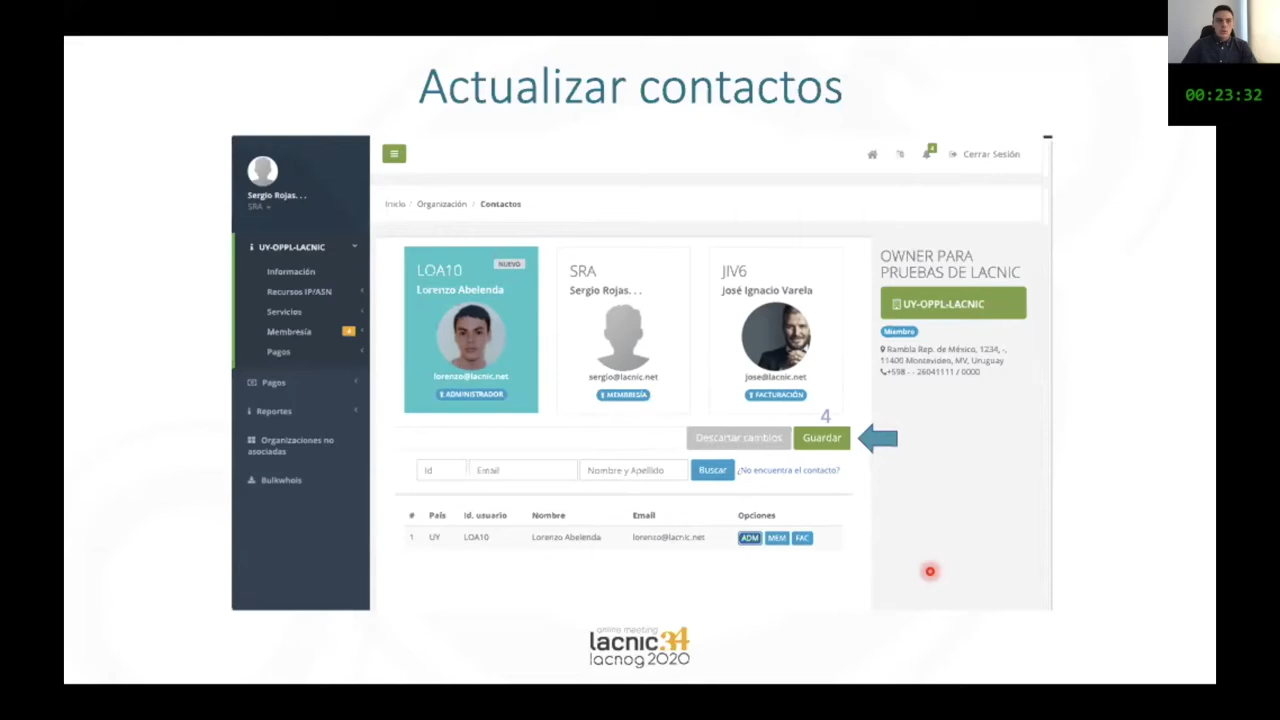 Actualizar contactos
00:23:32
Sergio Rojas. . .
SRA
UY-OPPL-LACNIC
Información
Recursos IP/ASN
Servicios
Membresía 4
Pagos
Pagos
Reportes
Organizaciones no
asociadas
Bulkwhois
4 Cerrar Sesión
Inicio / Organización / Contactos
LOA10 NUEVO
Lorenzo Abelenda
lorenzo@lacnic.net
ADMINISTRADOR
SRA
Sergio Rojas. . .
sergio@lacnic.net
MEMBRESÍA
JIV6
José Ignacio Varela
jose@lacnic.net
FACTURACIÓN
OWNER PARA
PRUEBAS DE LACNIC
UY-OPPL-LACNIC
Miembro
Rambla Rep. de México, 1234, -,
11400 Montevideo, MV, Uruguay
+598 - - 26041111 / 0000
4
Descartar cambios Guardar
Id Email Nombre y Apellido Buscar ¿No encuentra el contacto?
# País Id. usuario Nombre Email Opciones
1 UY LOA10 Lorenzo Abelenda lorenzo@lacnic.net ADM MEM FAC
online meeting
lacnic34
lacnog2020